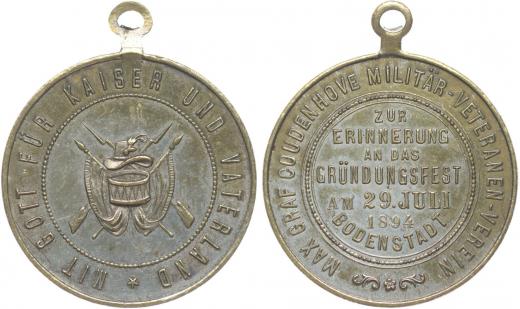 MIT GOTT FÜR KAISER UND VATERLAND *
MAX GRAF COUDENHOVE MILITÄR-VETERANEN-VEREIN
ZUR
ERINNERUNG
AN DAS
GRÜNDUNGSFEST
AM 29. JULI
1894
BODENSTADT